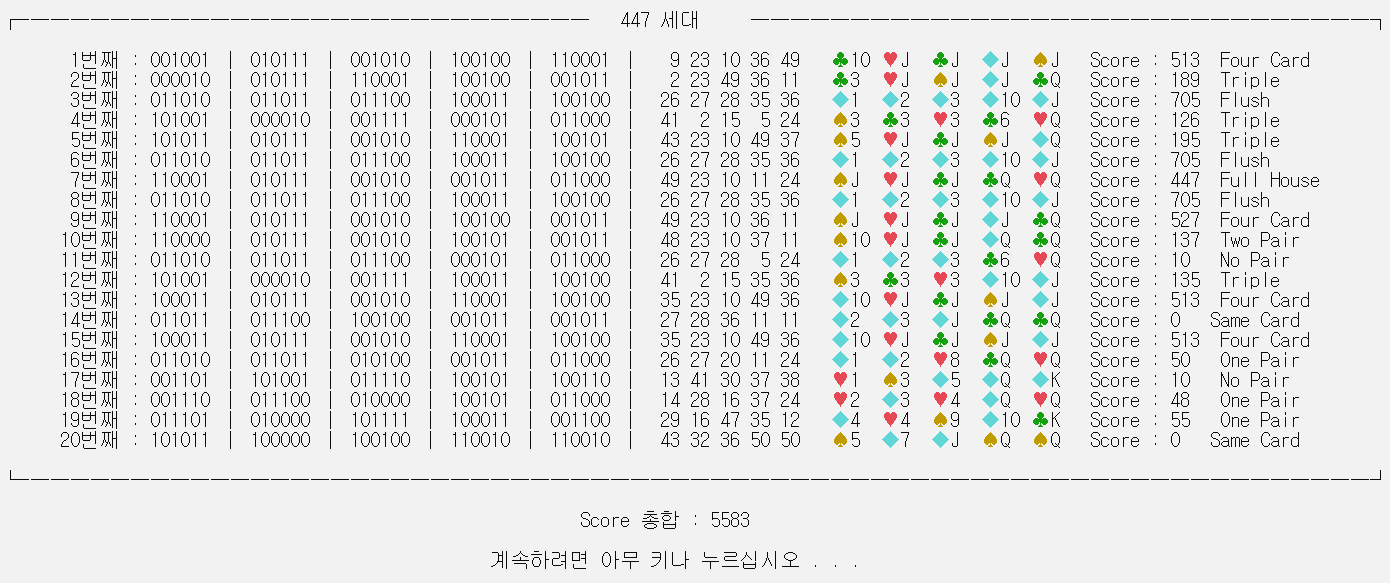 447 세대
1번째 : 001001 | 010111 | 001010 | 100100 | 110001 | 9 23 10 36 49 ♣10 ♥J ♣J ♦J ♠J Score : 513 Four Card
2번째 : 000010 | 010111 | 110001 | 100100 | 001011 | 2 23 49 36 11 ♣3 ♥J ♠J ♦J ♣Q Score : 189 Triple
3번째 : 011010 | 011011 | 011100 | 100011 | 100100 | 26 27 28 35 36 ♦1 ♦2 ♦3 ♦10 ♦J Score : 705 Flush
4번째 : 101001 | 000010 | 001111 | 000101 | 011000 | 41 2 15 5 24 ♠3 ♣3 ♥3 ♣6 ♥Q Score : 126 Triple
5번째 : 101011 | 010111 | 001010 | 110001 | 100101 | 43 23 10 49 37 ♠5 ♥J ♣J ♠J ♦Q Score : 195 Triple
6번째 : 011010 | 011011 | 011100 | 100011 | 100100 | 26 27 28 35 36 ♦1 ♦2 ♦3 ♦10 ♦J Score : 705 Flush
7번째 : 110001 | 010111 | 001010 | 001011 | 011000 | 49 23 10 11 24 ♠J ♥J ♣J ♣Q ♥Q Score : 447 Full House
8번째 : 011010 | 011011 | 011100 | 100011 | 100100 | 26 27 28 35 36 ♦1 ♦2 ♦3 ♦10 ♦J Score : 705 Flush
9번째 : 110001 | 010111 | 001010 | 100100 | 001011 | 49 23 10 36 11 ♠J ♥J ♣J ♦J ♣Q Score : 527 Four Card
10번째 : 110000 | 010111 | 001010 | 100101 | 001011 | 48 23 10 37 11 ♠10 ♥J ♣J ♦Q ♣Q Score : 137 Two Pair
11번째 : 011010 | 011011 | 011100 | 000101 | 011000 | 26 27 28 5 24 ♦1 ♦2 ♦3 ♣6 ♥Q Score : 10 No Pair
12번째 : 101001 | 000010 | 001111 | 100011 | 100100 | 41 2 15 35 36 ♠3 ♣3 ♥3 ♦10 ♦J Score : 135 Triple
13번째 : 100011 | 010111 | 001010 | 110001 | 100100 | 35 23 10 49 36 ♦10 ♥J ♣J ♠J ♦J Score : 513 Four Card
14번째 : 011011 | 011100 | 100100 | 001011 | 001011 | 27 28 36 11 11 ♦2 ♦3 ♦J ♣Q ♣Q Score : 0 Same Card
15번째 : 100011 | 010111 | 001010 | 110001 | 100100 | 35 23 10 49 36 ♦10 ♥J ♣J ♠J ♦J Score : 513 Four Card
16번째 : 011010 | 011011 | 010100 | 001011 | 011000 | 26 27 20 11 24 ♦1 ♦2 ♥8 ♣Q ♥Q Score : 50 One Pair
17번째 : 001101 | 101001 | 011110 | 100101 | 100110 | 13 41 30 37 38 ♥1 ♠3 ♦5 ♦Q ♦K Score : 10 No Pair
18번째 : 001110 | 011100 | 010000 | 100101 | 011000 | 14 28 16 37 24 ♥2 ♦3 ♥4 ♦Q ♥Q Score : 48 One Pair
19번째 : 011101 | 010000 | 101111 | 100011 | 001100 | 29 16 47 35 12 ♦4 ♥4 ♠9 ♦10 ♣K Score : 55 One Pair
20번째 : 101011 | 100000 | 100100 | 110010 | 110010 | 43 32 36 50 50 ♠5 ♦7 ♦J ♠Q ♠Q Score : 0 Same Card
Score 총합 : 5583
계속하려면 아무 키나 누르십시오 . . .